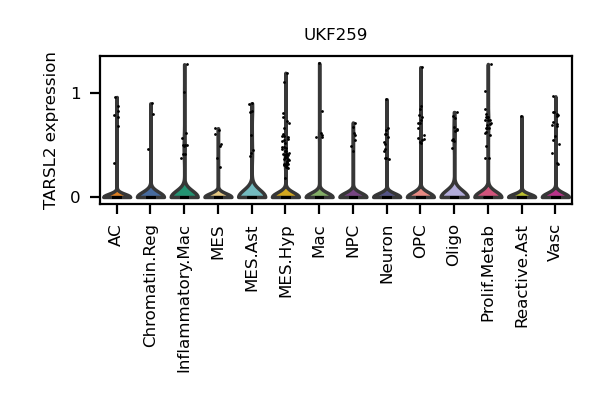 UKF259
TARSL2 expression
1
0
AC
Chromatin.Reg
Inflammatory.Mac
MES
MES.Ast
MES.Hyp
Mac
NPC
Neuron
OPC
Oligo
Prolif.Metab
Reactive.Ast
Vasc